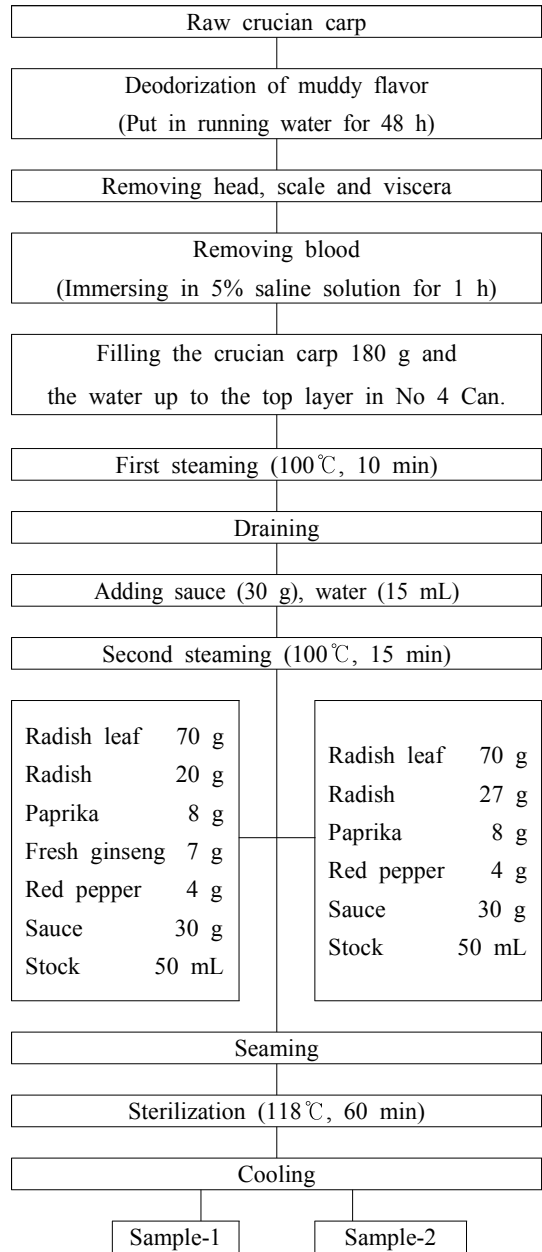 Raw crucian carp
Deodorization of muddy flavor
(Put in running water for 48 h)
Removing head, scale and viscera
Removing blood
(Immersing in 5% saline solution for 1 h)
Filling the crucian carp 180 g and
the water up to the top layer in No 4 Can.
First steaming (100℃, 10 min)
Draining
Adding sauce (30 g), water (15 mL)
Second steaming (100℃, 15 min)
Radish leaf 70 g
Radish 20 g
Paprika 8 g
Fresh ginseng 7 g
Red pepper 4 g
Sauce 30 g
Stock 50 mL
Radish leaf 70 g
Radish 27 g
Paprika 8 g
Red pepper 4 g
Sauce 30 g
Stock 50 mL
Seaming
Sterilization (118℃, 60 min)
Cooling
Sample-1
Sample-2